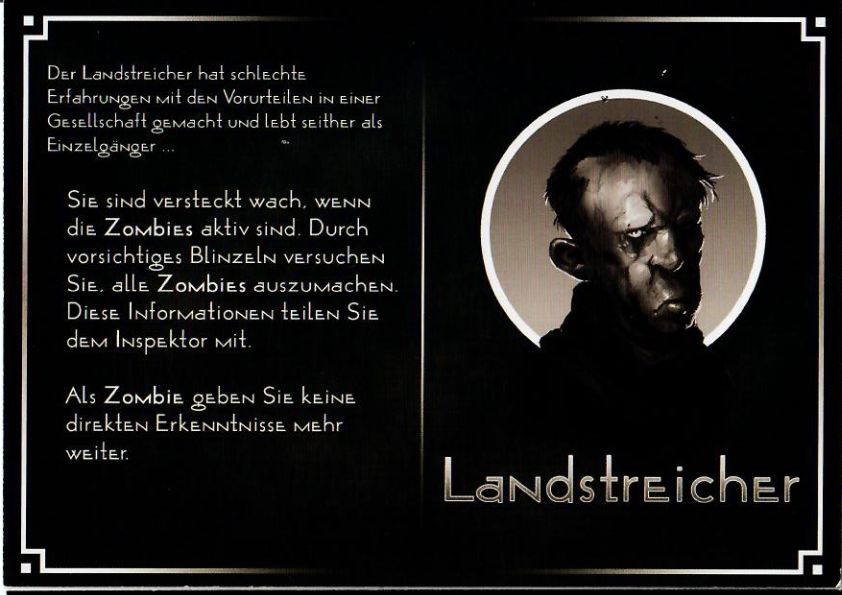 Der Landstreicher hat schlechte
Erfahrungen mit den Vorurteilen in einer
Gesellschaft gemacht und lebt seither als
Einzelgänger ...
Sie sind versteckt wach, wenn
die Zombies aktiv sind. Durch
vorsichtiges Blinzeln versuchen
Sie, alle Zombies auszumachen.
Diese Informationen teilen Sie
dem Inspektor mit.
Als Zombie geben Sie keine
direkten Erkenntnisse mehr
weiter.
Landstreicher